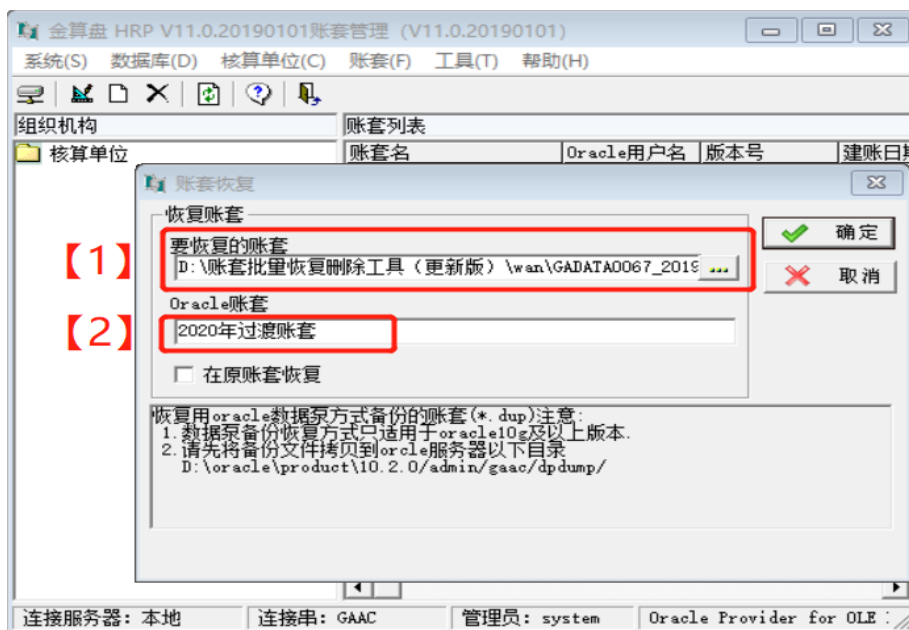 金算盘 HRP V11.0.20190101账套管理 (V11.0.20190101)
系统(S) 数据库(D) 核算单位(C) 账套(F) 工具(T) 帮助(H)
组织机构
账套列表
核算单位
账套名 Oracle用户名 版本号 建账日期
账套恢复
恢复账套
确定
【1】
要恢复的账套
D:\账套批量恢复删除工具（更新版）\wan\GADATA0067_2019 ...
取消
Oracle账套
【2】
2020年过渡账套
在原账套恢复
恢复用oracle数据泵方式备份的账套(*.dup)注意:
1.数据泵备份恢复方式只适用于oracle10g及以上版本.
2.请先将备份文件拷贝到orcle服务器以下目录
D:\oracle\product\10.2.0/admin/gaac/dpdump/
连接服务器: 本地 连接串: GAAC 管理员: system Oracle Provider for OLE